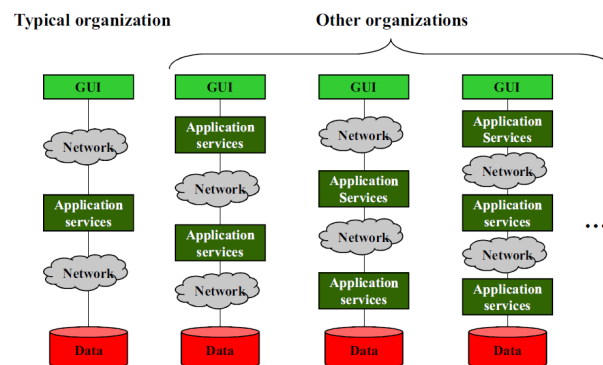 Typical organization
Other organizations
GUI
Network
Application
services
Network
Data
GUI
Application
services
Network
Application
services
Network
Data
GUI
Network
Application
Services
Network
Application
services
Data
GUI
Application
Services
Network
Application
services
Network
Application
services
Data
...